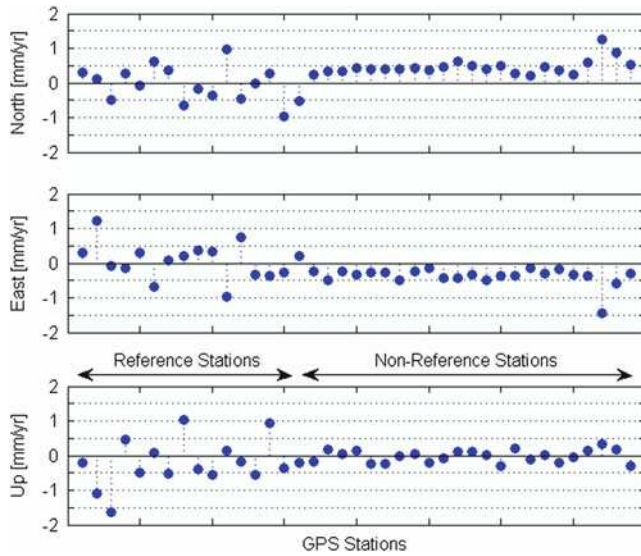 2
1
0
-1
-2
North [mm/yr]
2
1
0
-1
-2
East [mm/yr]
Reference Stations
Non-Reference Stations
2
1
0
-1
-2
Up [mm/yr]
GPS Stations